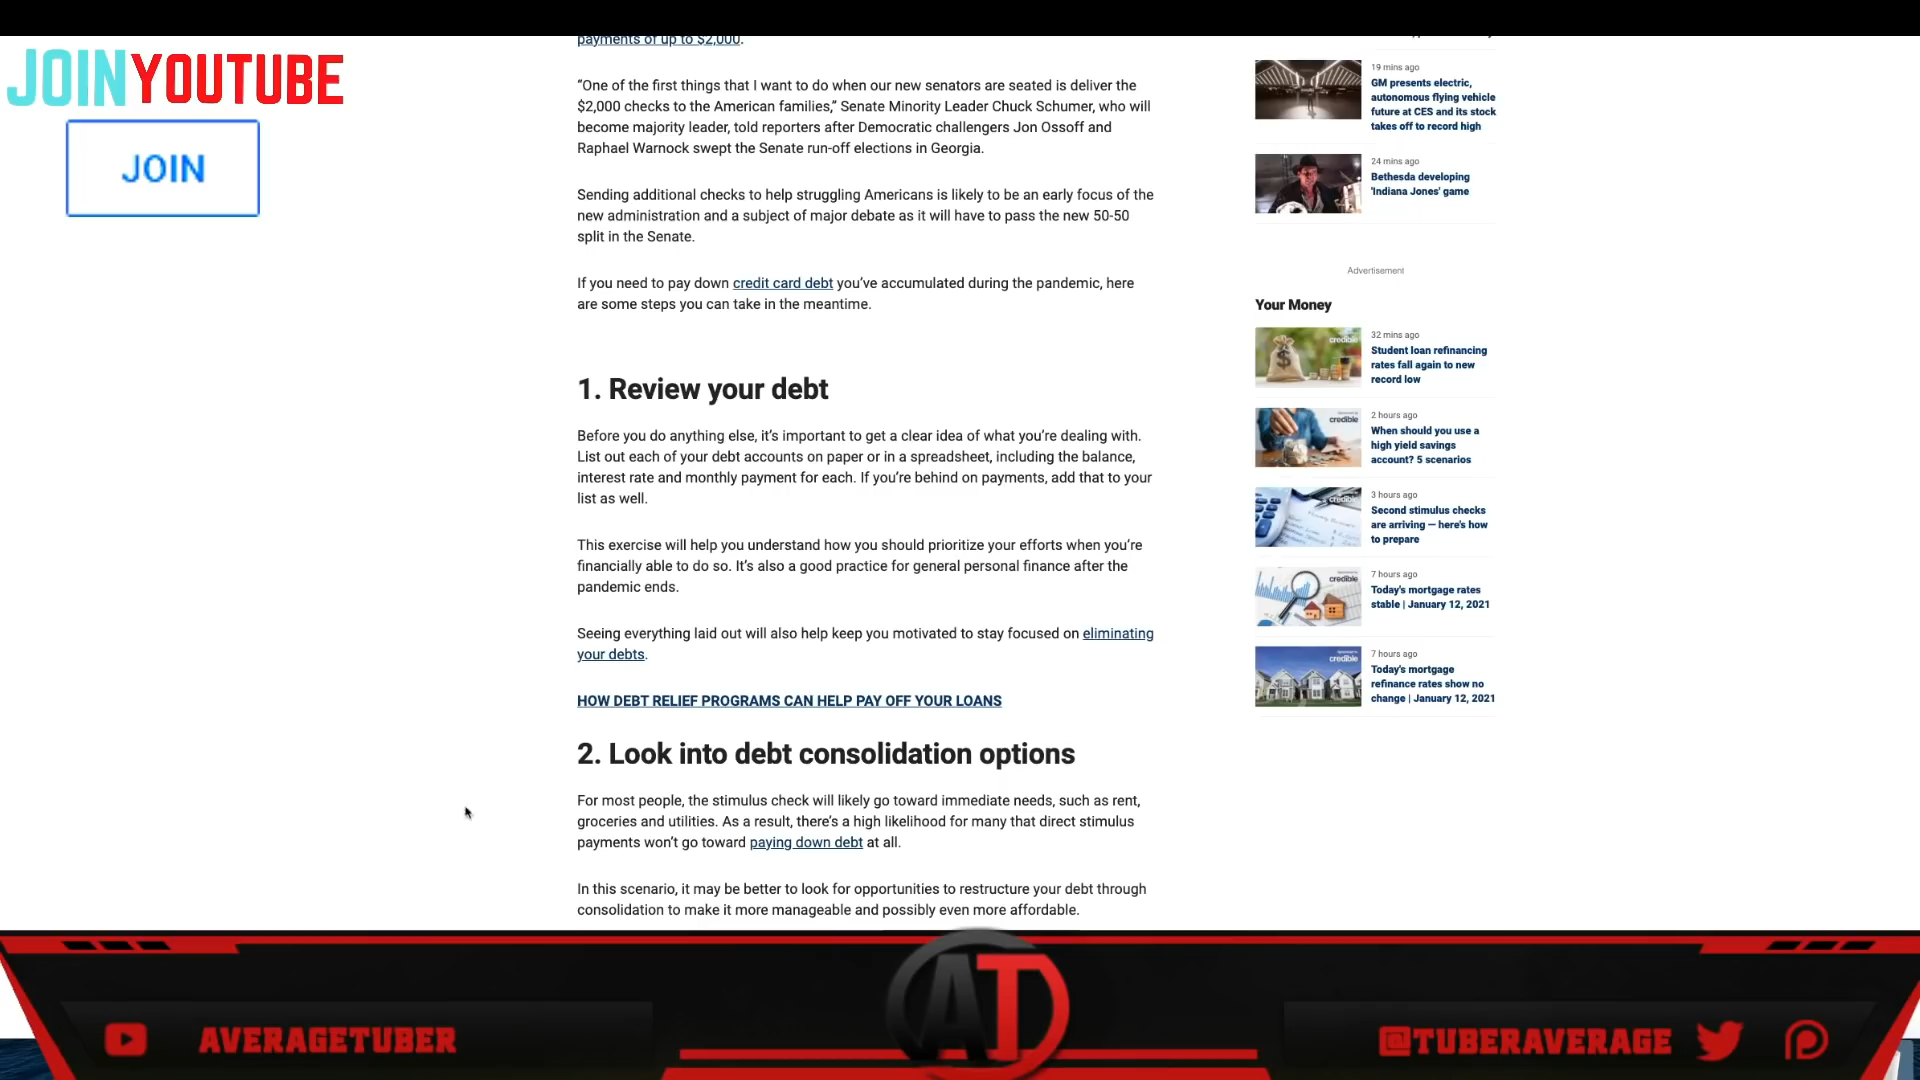 payments of up to $2,000.
JOINYOUTUBE
JOIN
“One of the first things that I want to do when our new senators are seated is deliver the
$2,000 checks to the American families,” Senate Minority Leader Chuck Schumer, who will
become majority leader, told reporters after Democratic challengers Jon Ossoff and
Raphael Warnock swept the Senate run-off elections in Georgia.
Sending additional checks to help struggling Americans is likely to be an early focus of the
new administration and a subject of major debate as it will have to pass the new 50-50
split in the Senate.
If you need to pay down credit card debt you’ve accumulated during the pandemic, here
are some steps you can take in the meantime.
1. Review your debt
Before you do anything else, it’s important to get a clear idea of what you’re dealing with.
List out each of your debt accounts on paper or in a spreadsheet, including the balance,
interest rate and monthly payment for each. If you’re behind on payments, add that to your
list as well.
This exercise will help you understand how you should prioritize your efforts when you’re
financially able to do so. It’s also a good practice for general personal finance after the
pandemic ends.
Seeing everything laid out will also help keep you motivated to stay focused on eliminating
your debts.
HOW DEBT RELIEF PROGRAMS CAN HELP PAY OFF YOUR LOANS
2. Look into debt consolidation options
For most people, the stimulus check will likely go toward immediate needs, such as rent,
groceries and utilities. As a result, there’s a high likelihood for many that direct stimulus
payments won’t go toward paying down debt at all.
In this scenario, it may be better to look for opportunities to restructure your debt through
consolidation to make it more manageable and possibly even more affordable.
19 mins ago
GM presents electric,
autonomous flying vehicle
future at CES and its stock
takes off to record high
24 mins ago
Bethesda developing
'Indiana Jones' game
Advertisement
Your Money
credible
32 mins ago
Student loan refinancing
rates fall again to new
record low
credible
2 hours ago
When should you use a
high yield savings
account? 5 scenarios
credible
3 hours ago
Second stimulus checks
are arriving — here's how
to prepare
credible
7 hours ago
Today's mortgage rates
stable | January 12, 2021
credible
7 hours ago
Today's mortgage
refinance rates show no
change | January 12, 2021
AVERAGETUBER
AT
@TUBERAVERAGE